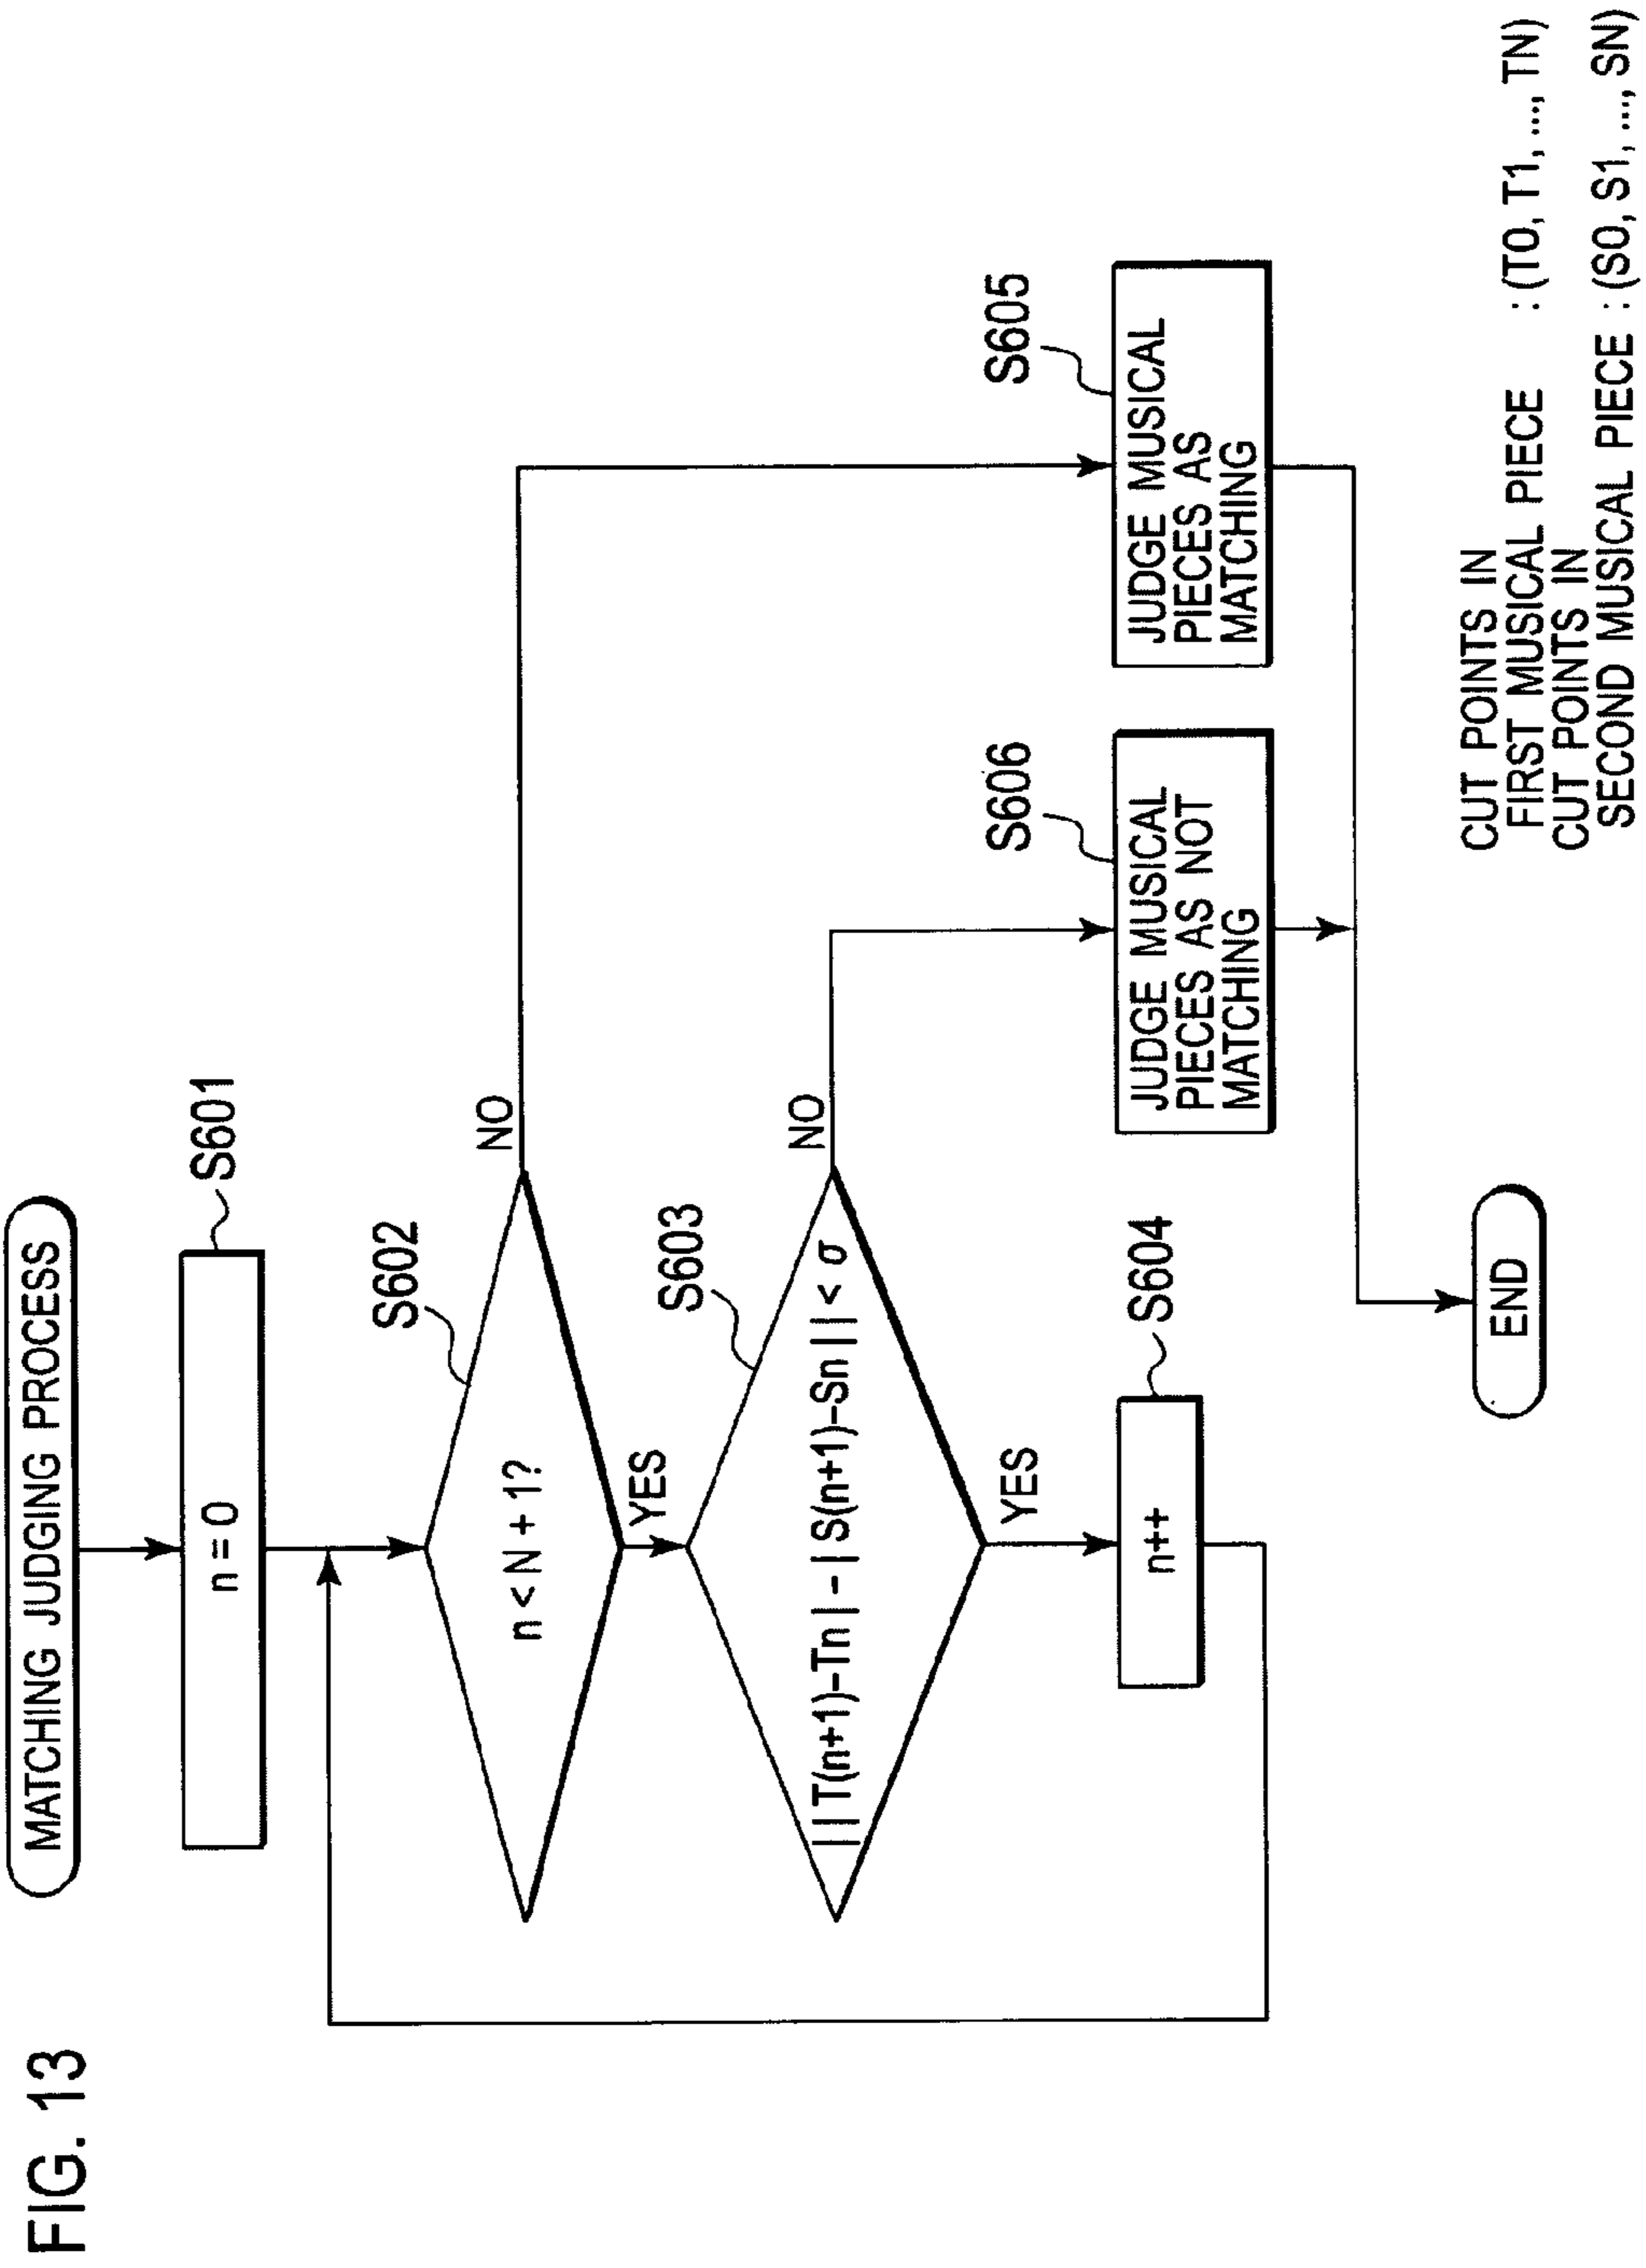 FIG. 13
MATCHING JUDGING PROCESS
S601
n = 0
S602
n < N + 1?
NO
YES
S603
||T(n+1)-Tn| - |S(n+1)-Sn|| < σ
NO
YES
S604
n++
S606
JUDGE MUSICAL
PIECES AS NOT
MATCHING
S605
JUDGE MUSICAL
PIECES AS
MATCHING
END
CUT POINTS IN
FIRST MUSICAL PIECE : (T0, T1, ..., TN)
CUT POINTS IN
SECOND MUSICAL PIECE : (S0, S1, ..., SN)